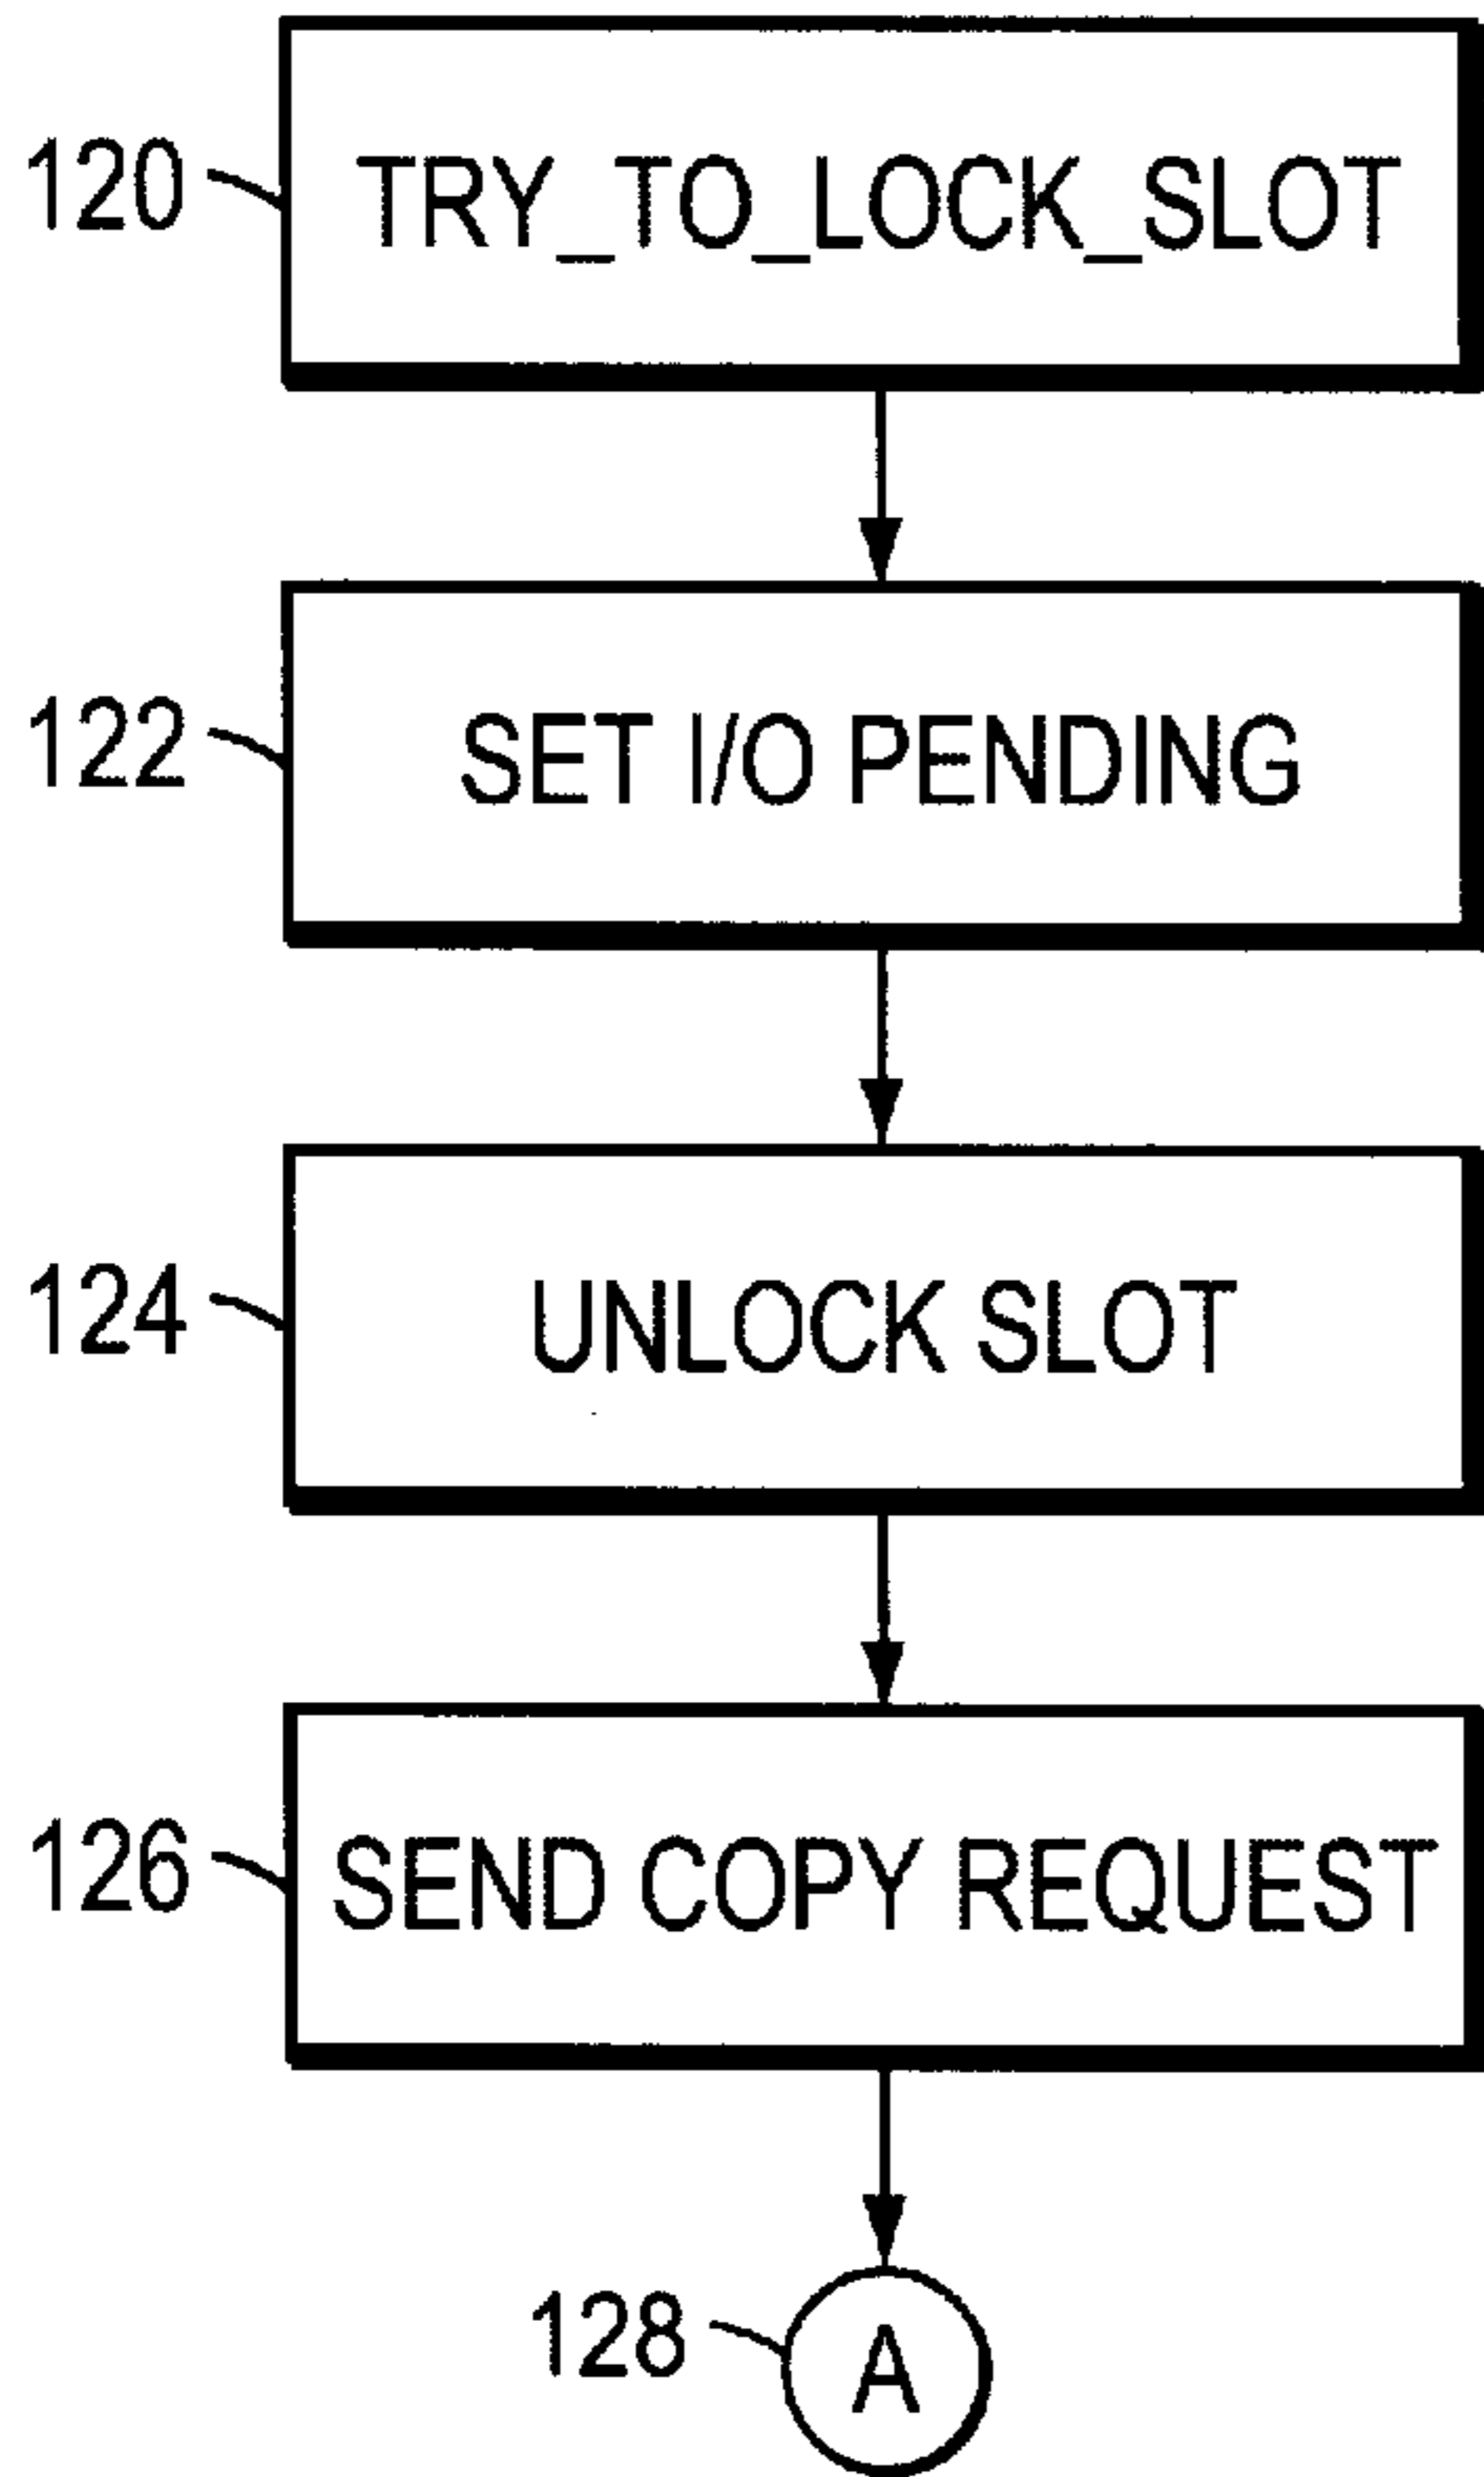 120 TRY_TO_LOCK_SLOT
122 SET I/O PENDING
124 UNLOCK SLOT
126 SEND COPY REQUEST
128 A